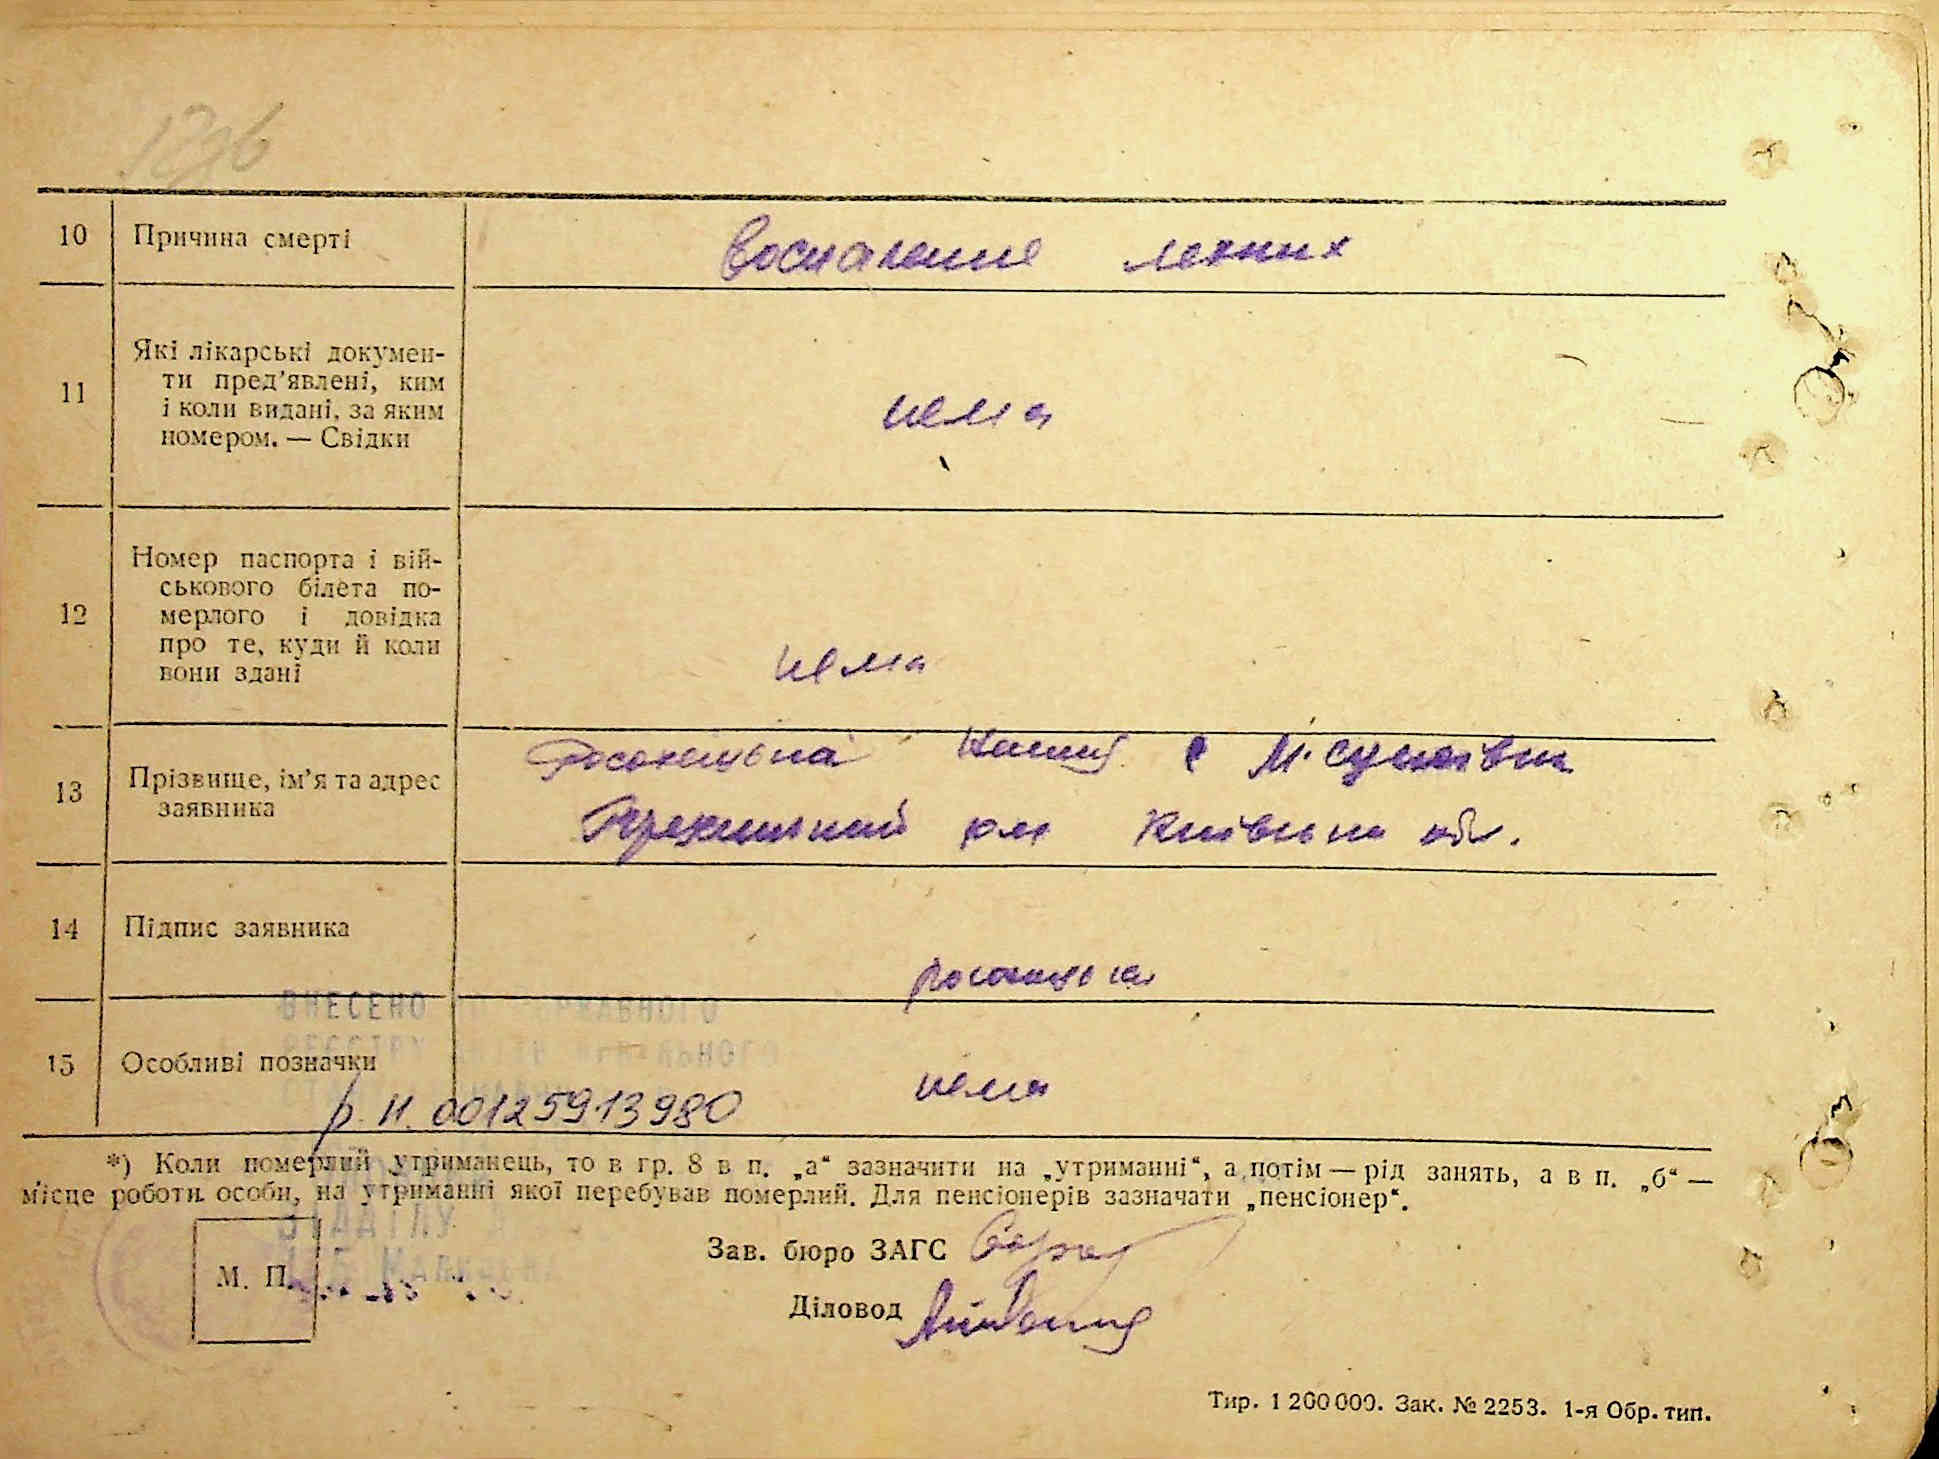 10 Причина смерті Воспаление легких
11 Які лікарські докумен-
ти пред’явлені, ким
і коли видані, за яким
номером. — Свідки
нема
12 Номер паспорта і вій-
ськового білета по-
мерлого і довідка
про те, куди й коли
вони здані
нема
13 Прізвище, ім’я та адрес
заявника
с
Київська обл.
14 Підпис заявника
ВНЕСЕНО
15 Особливі позначки
нема
р. н. 00125913980
*) Коли померлий утриманець, то в гр. 8 в п. „а“ зазначити на „утриманні“, а потім — рід занять, а в п. „б“ —
місце роботи особи, на утриманні якої перебував померлий. Для пенсіонерів зазначати „пенсіонер“.
Зав. бюро ЗАГС
М. П.
Діловод
Тир. 1 200 000. Зак. № 2253. 1-я Обр. тип.